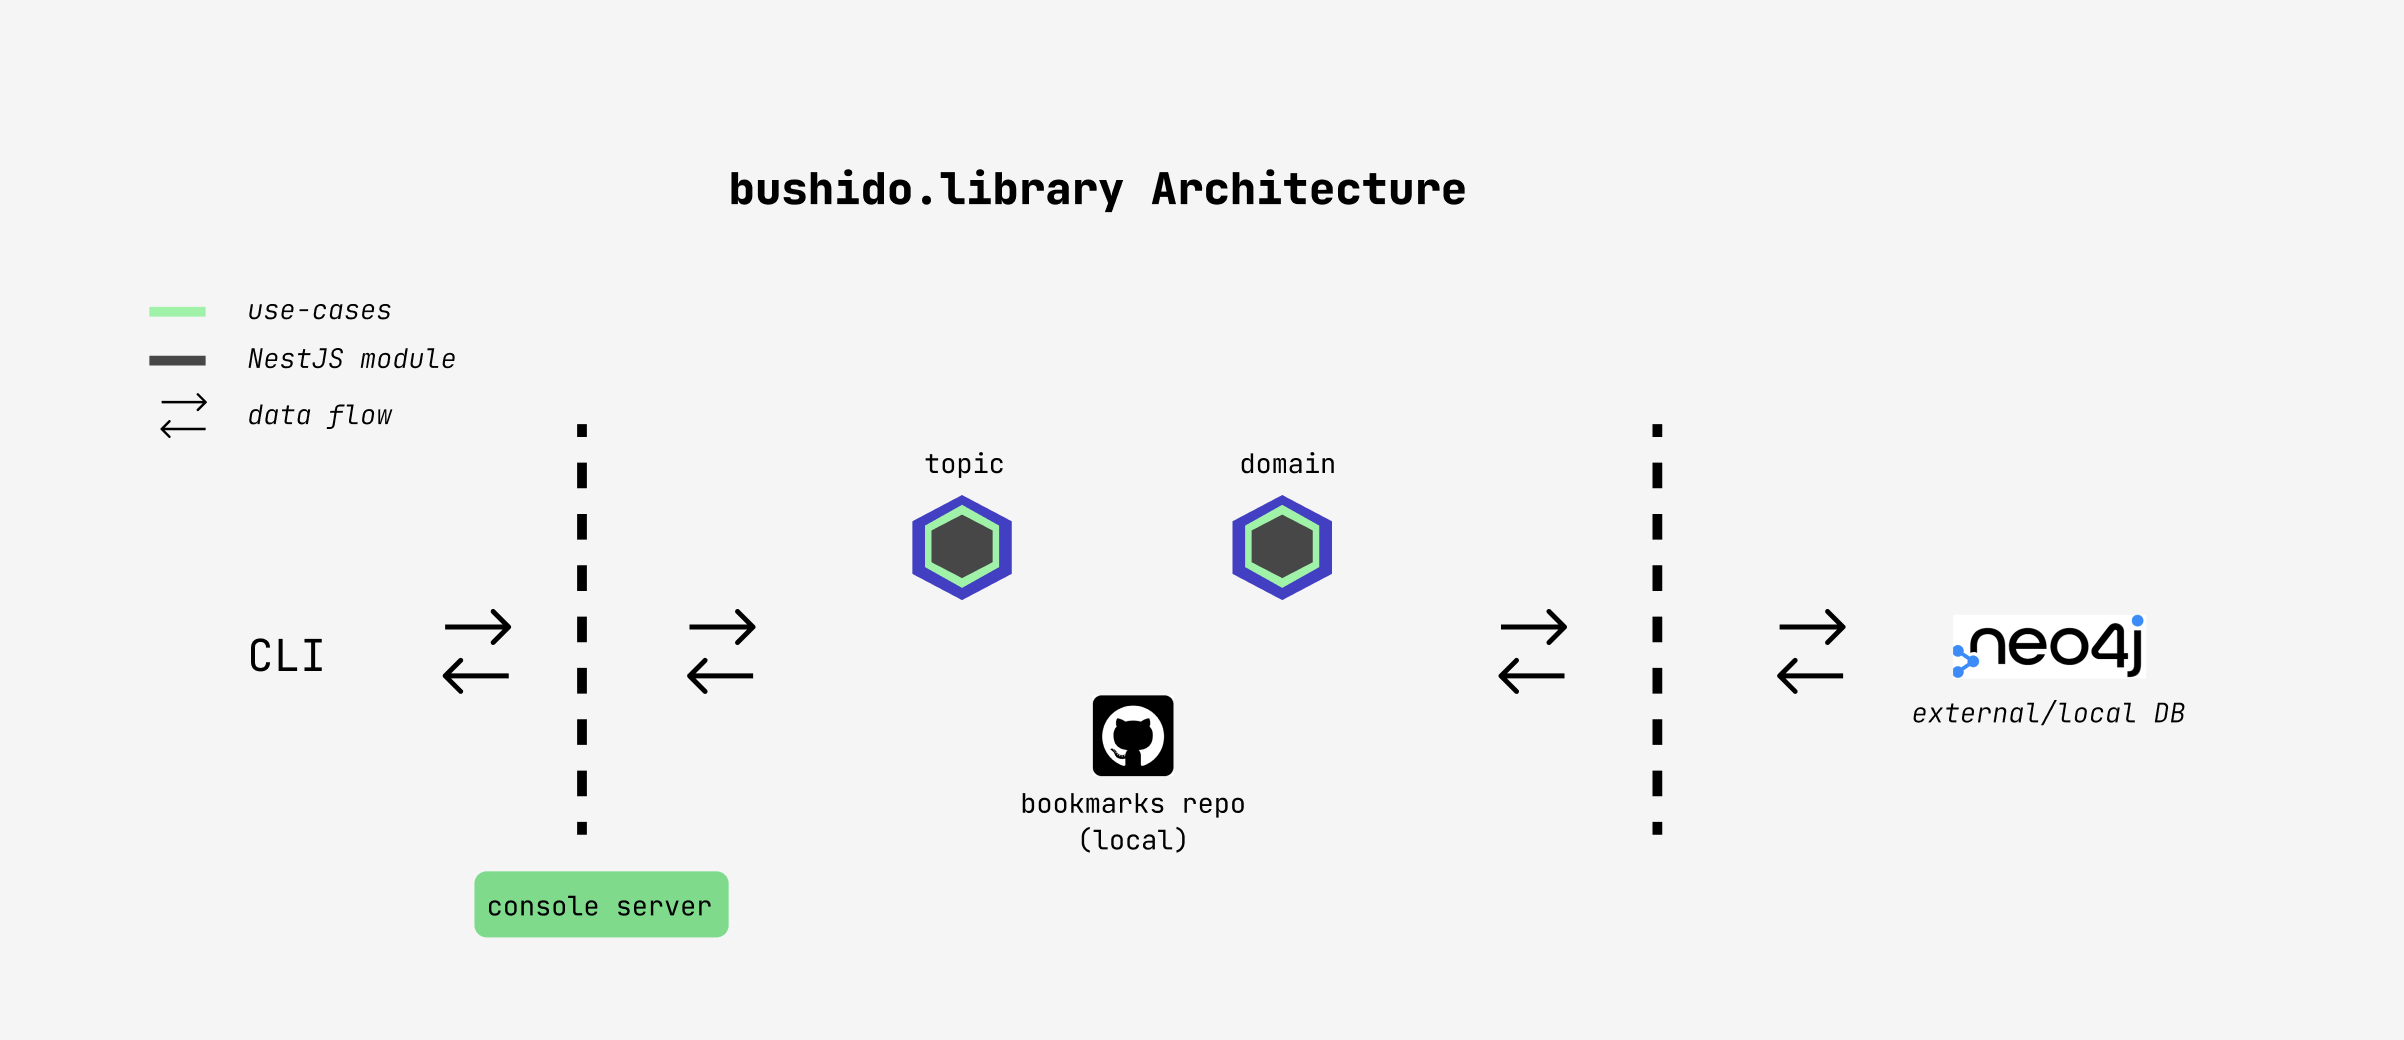 bushido.library Architecture
use-cases
NestJS module
data flow
topic
domain
CLI
neo4j
external/local DB
bookmarks repo
(local)
console server